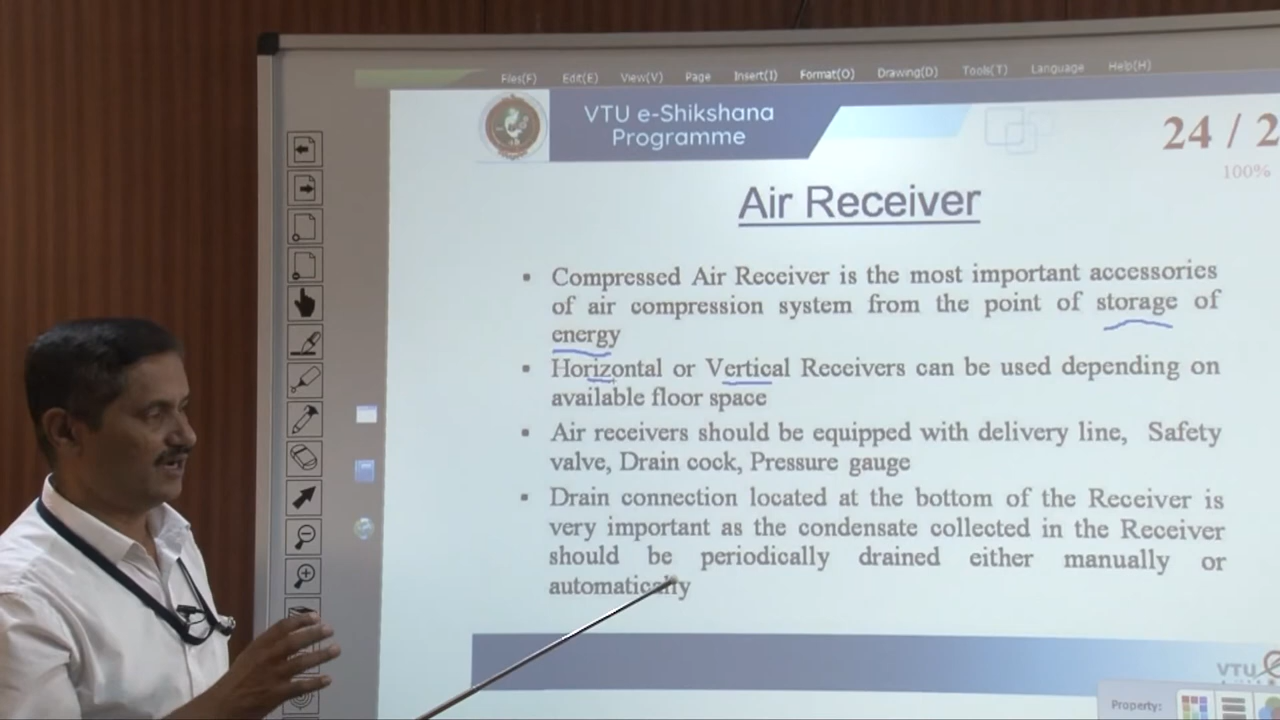 Files(F) Edit(E) View(V) Page Insert(I) Format(O) Drawing(D) Tools(T) Language Help(H)
VTU e-Shikshana
Programme
24 / 2
100%
Air Receiver
▪ Compressed Air Receiver is the most important accessories
of air compression system from the point of storage of
energy
▪ Horizontal or Vertical Receivers can be used depending on
available floor space
▪ Air receivers should be equipped with delivery line, Safety
valve, Drain cock, Pressure gauge
▪ Drain connection located at the bottom of the Receiver is
very important as the condensate collected in the Receiver
should be periodically drained either manually or
automatically
VTU
Property: